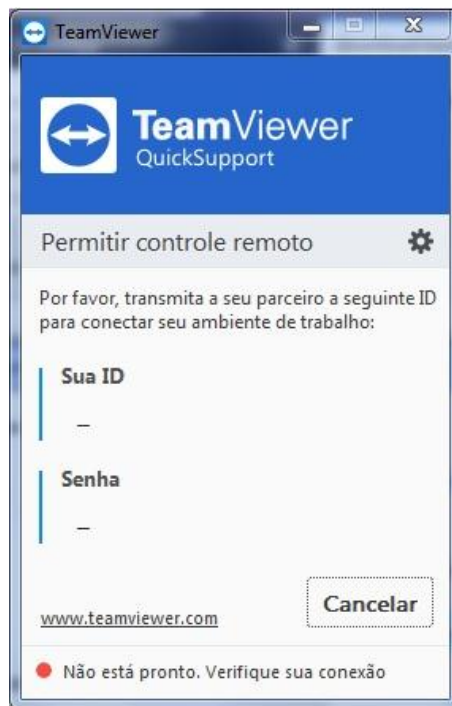 TeamViewer
TeamViewer
QuickSupport
Permitir controle remoto
Por favor, transmita a seu parceiro a seguinte ID
para conectar seu ambiente de trabalho:
Sua ID
–
Senha
–
www.teamviewer.com
Cancelar
Não está pronto. Verifique sua conexão